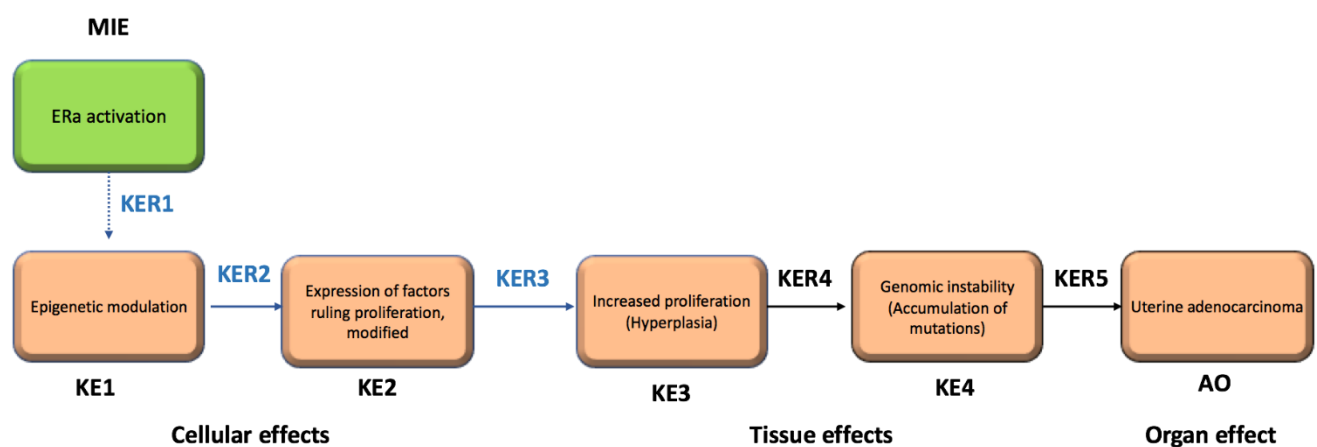 MIE
ERa activation
KER1
Epigenetic modulation
KE1
KER2
Expression of factors
ruling proliferation,
modified
KE2
KER3
Increased proliferation
(Hyperplasia)
KE3
KER4
Genomic instability
(Accumulation of
mutations)
KE4
KER5
Uterine adenocarcinoma
AO
Cellular effects
Tissue effects
Organ effect